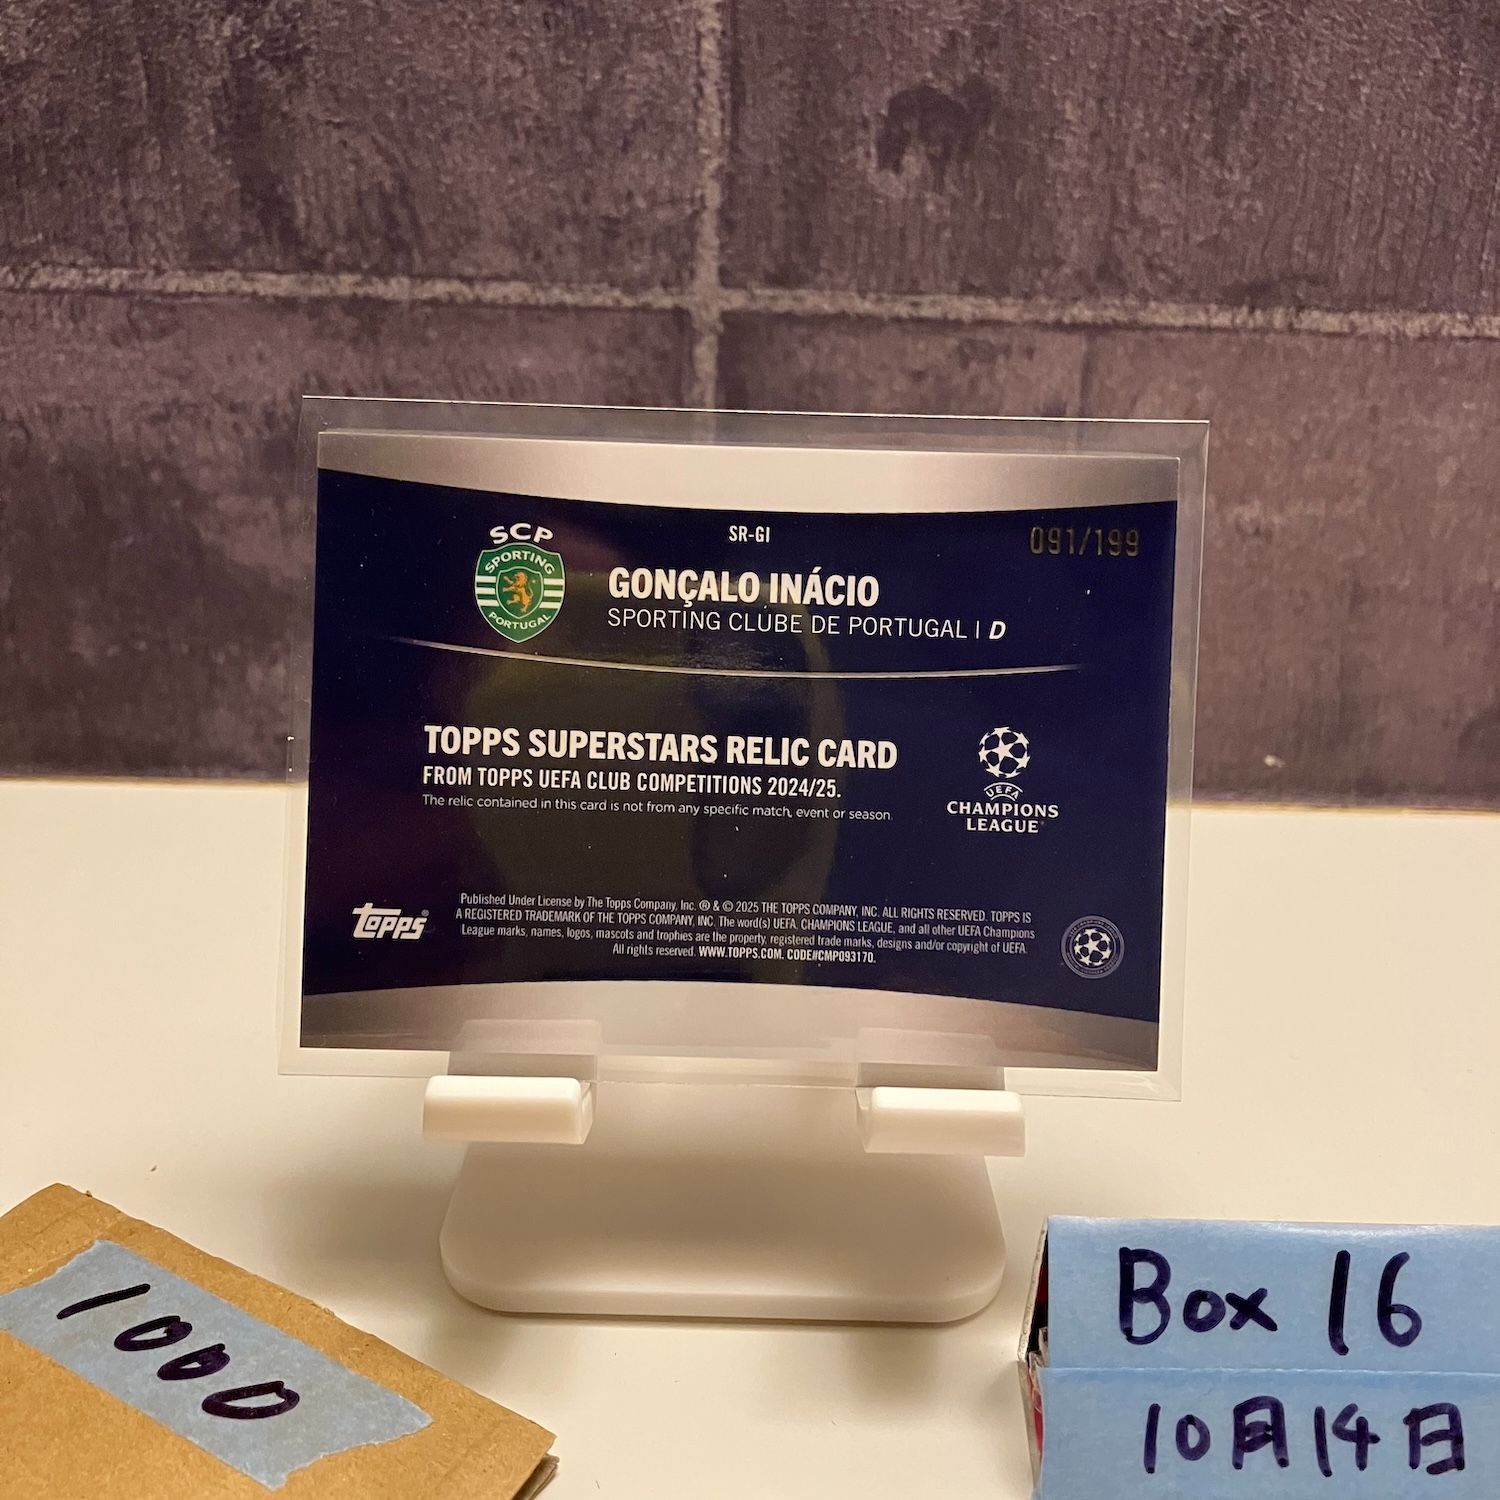 SR-GI
091/199
SCP
SPORTING
PORTUGAL
GONÇALO INÁCIO
SPORTING CLUBE DE PORTUGAL | D
TOPPS SUPERSTARS RELIC CARD
FROM TOPPS UEFA CLUB COMPETITIONS 2024/25.
The relic contained in this card is not from any specific match, event or season.
UEFA
CHAMPIONS
LEAGUE
topps
Published Under License by The Topps Company, Inc. ® & © 2025 THE TOPPS COMPANY, INC. ALL RIGHTS RESERVED. TOPPS IS
A REGISTERED TRADEMARK OF THE TOPPS COMPANY, INC. The word(s) UEFA, CHAMPIONS LEAGUE, and all other UEFA Champions
League marks, names, logos, mascots and trophies are the property, registered trade marks, designs and/or copyright of UEFA.
All rights reserved. WWW.TOPPS.COM. CODE#CMP093170.
100D
Box 16
10月14日